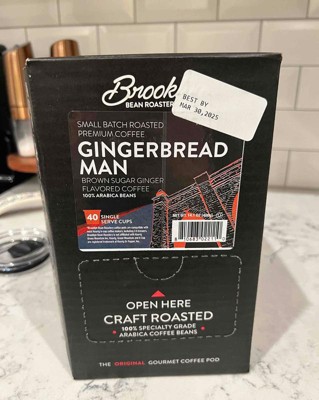 Brook
BEAN ROASTER
BEST BY
MAR 30,2025
SMALL BATCH ROASTED
PREMIUM COFFEE
GINGERBREAD
MAN
BROWN SUGAR GINGER
FLAVORED COFFEE
100% ARABICA BEANS
40 SINGLE
SERVE CUPS
OPEN HERE
CRAFT ROASTED
100% SPECIALTY GRADE
ARABICA COFFEE BEANS
THE ORIGINAL GOURMET COFFEE POD